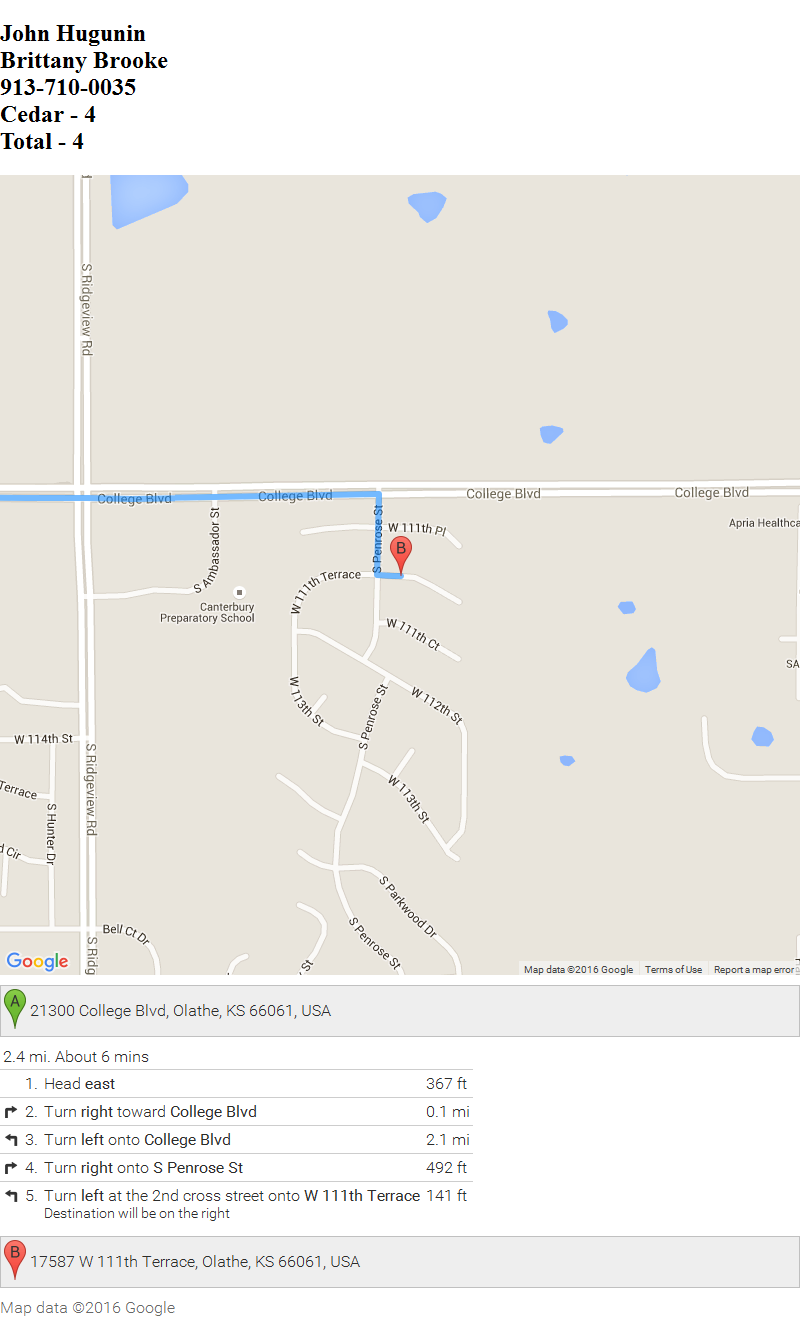 John Hugunin
Brittany Brooke
913-710-0035
Cedar - 4
Total - 4
S Ridgeview Rd
College Blvd
College Blvd
College Blvd
College Blvd
Apria Healthca
S Penrose St
W 111th Pl
B
S Ambassador St
W 111th Terrace
Canterbury
Preparatory School
W 111th Ct
SA
W 113th St
W 112th St
S Penrose St
W 114th St
S Ridgeview Rd
Terrace
W 113th St
S Hunter Dr
d Cir
S Parkwood Dr
Bell Ct Dr
S Penrose St
S Ridg
St
Google
Map data ©2016 Google
Terms of Use
Report a map error
A
21300 College Blvd, Olathe, KS 66061, USA
2.4 mi. About 6 mins
1. Head east 367 ft
2. Turn right toward College Blvd 0.1 mi
3. Turn left onto College Blvd 2.1 mi
4. Turn right onto S Penrose St 492 ft
5. Turn left at the 2nd cross street onto W 111th Terrace 141 ft
Destination will be on the right
B
17587 W 111th Terrace, Olathe, KS 66061, USA
Map data ©2016 Google